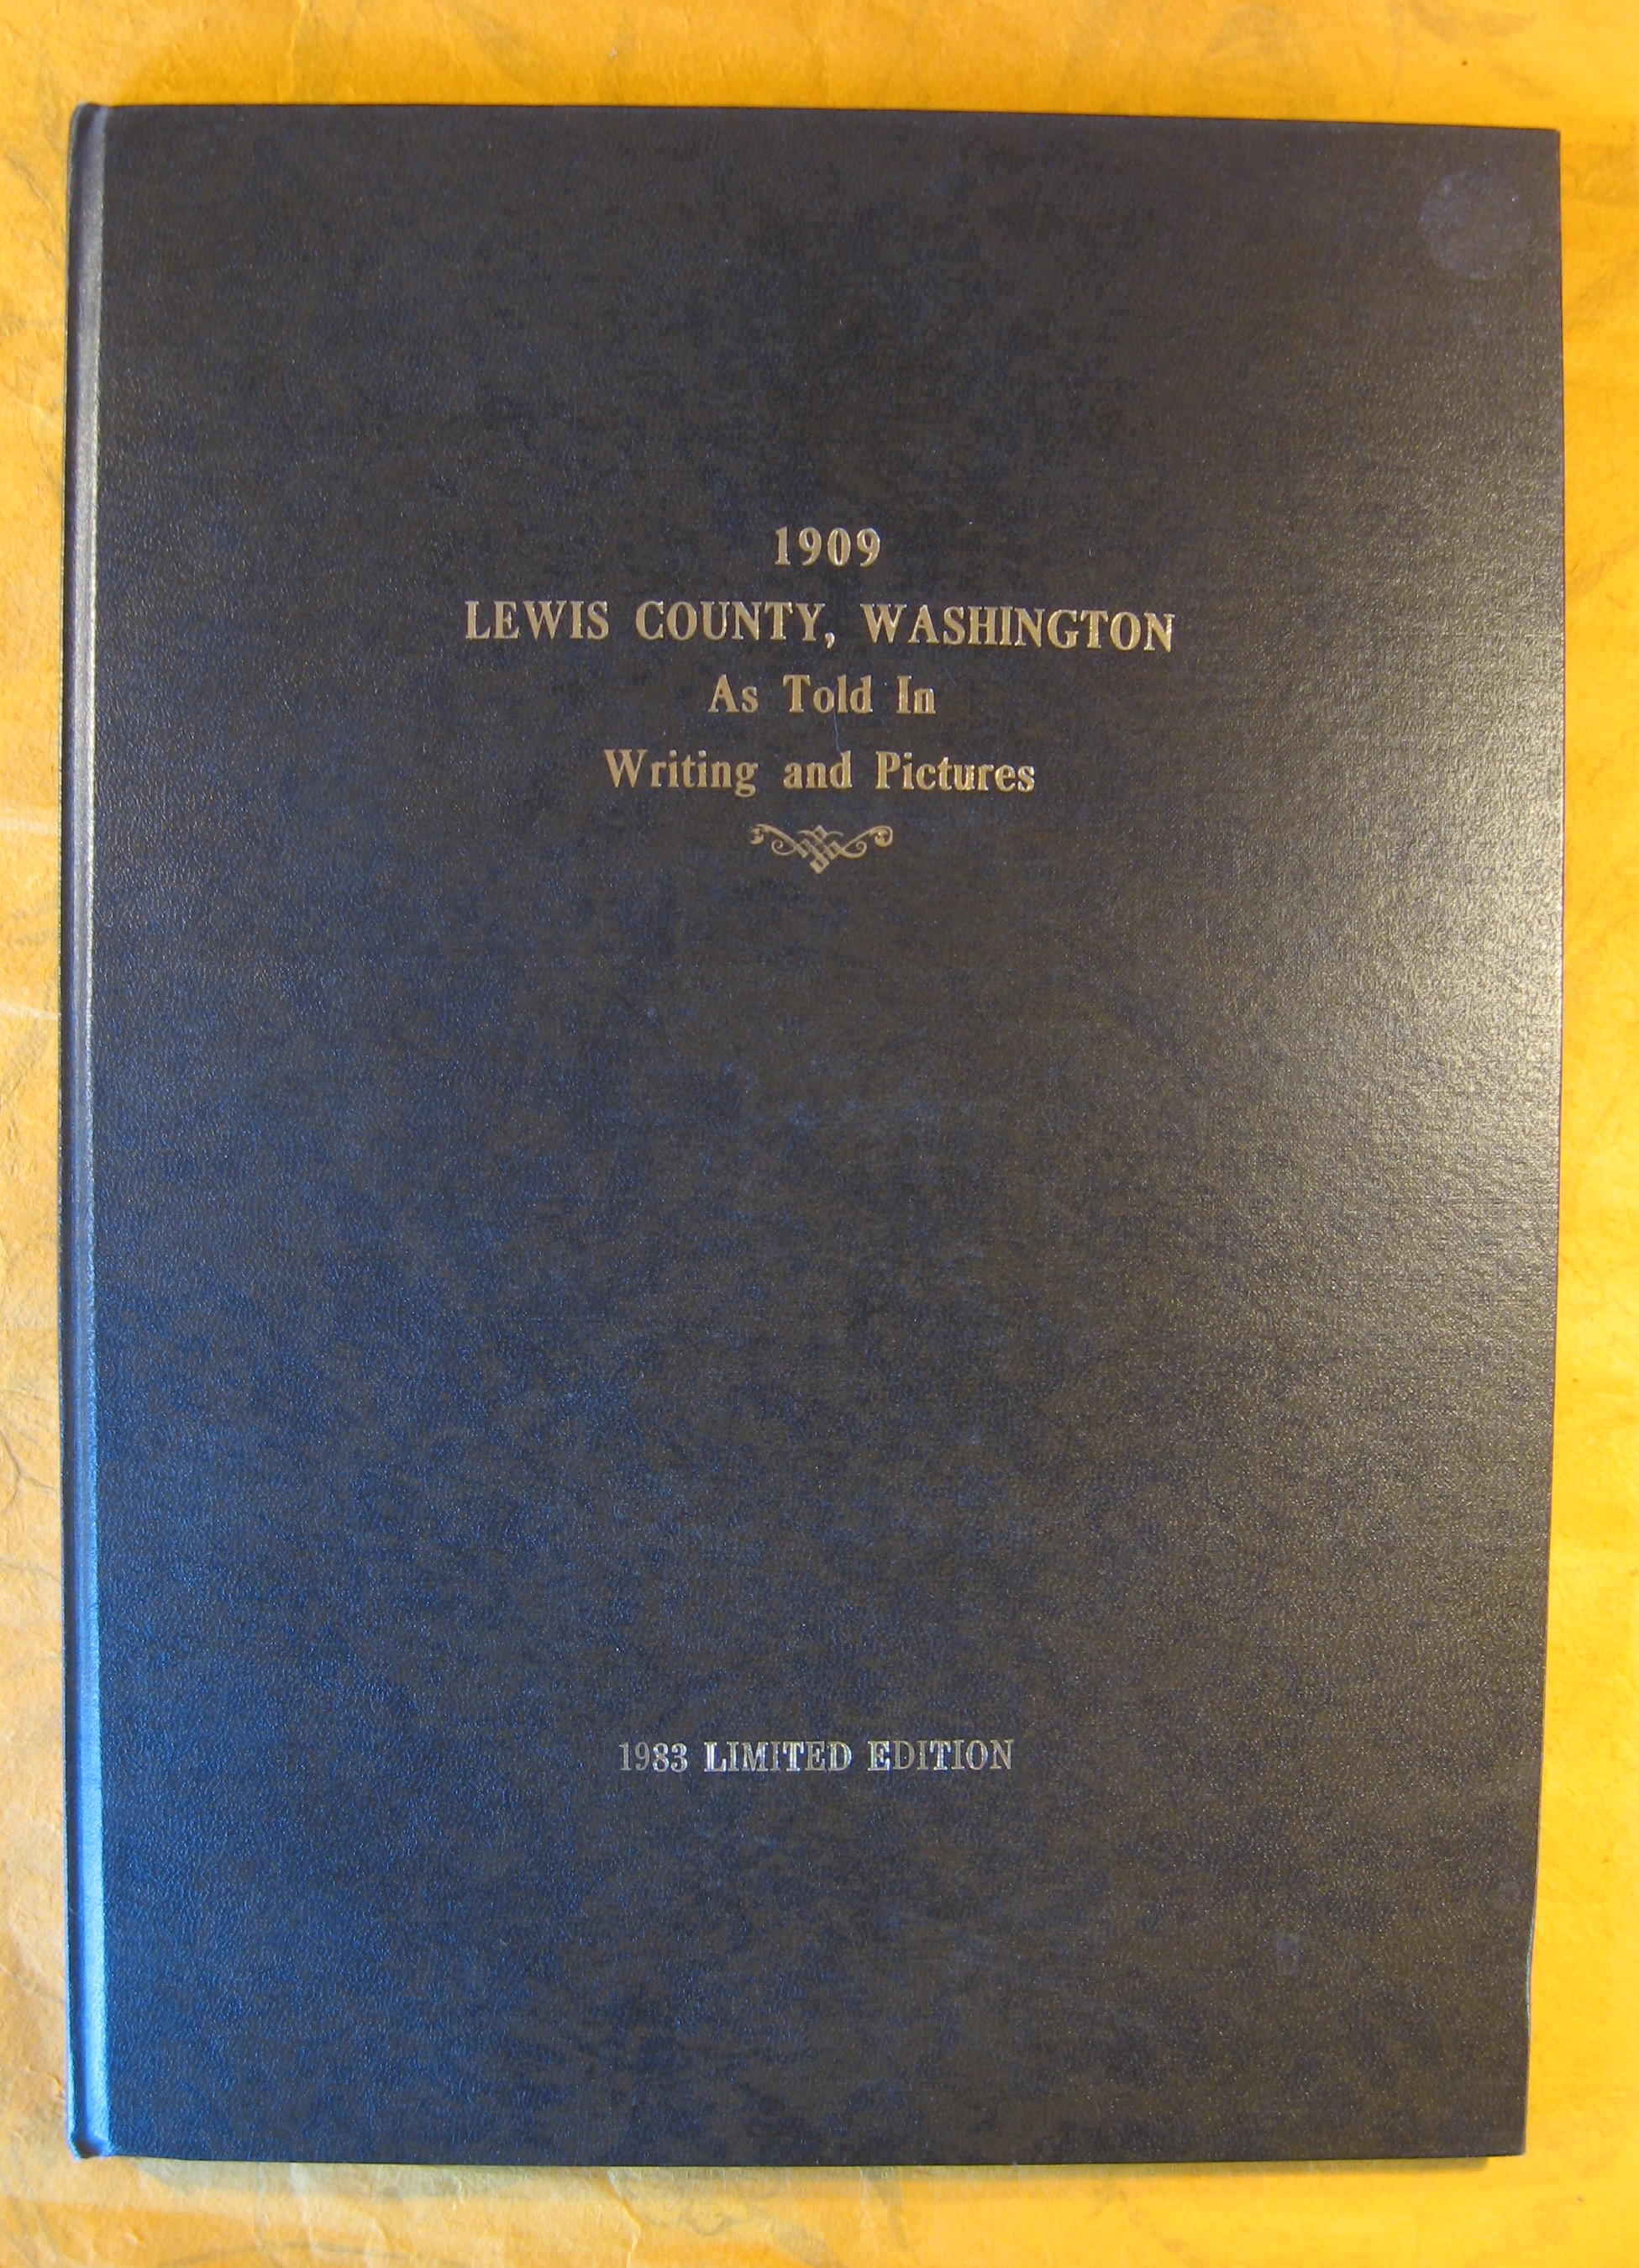 1909
LEWIS COUNTY, WASHINGTON
As Told In
Writing and Pictures
1983 LIMITED EDITION